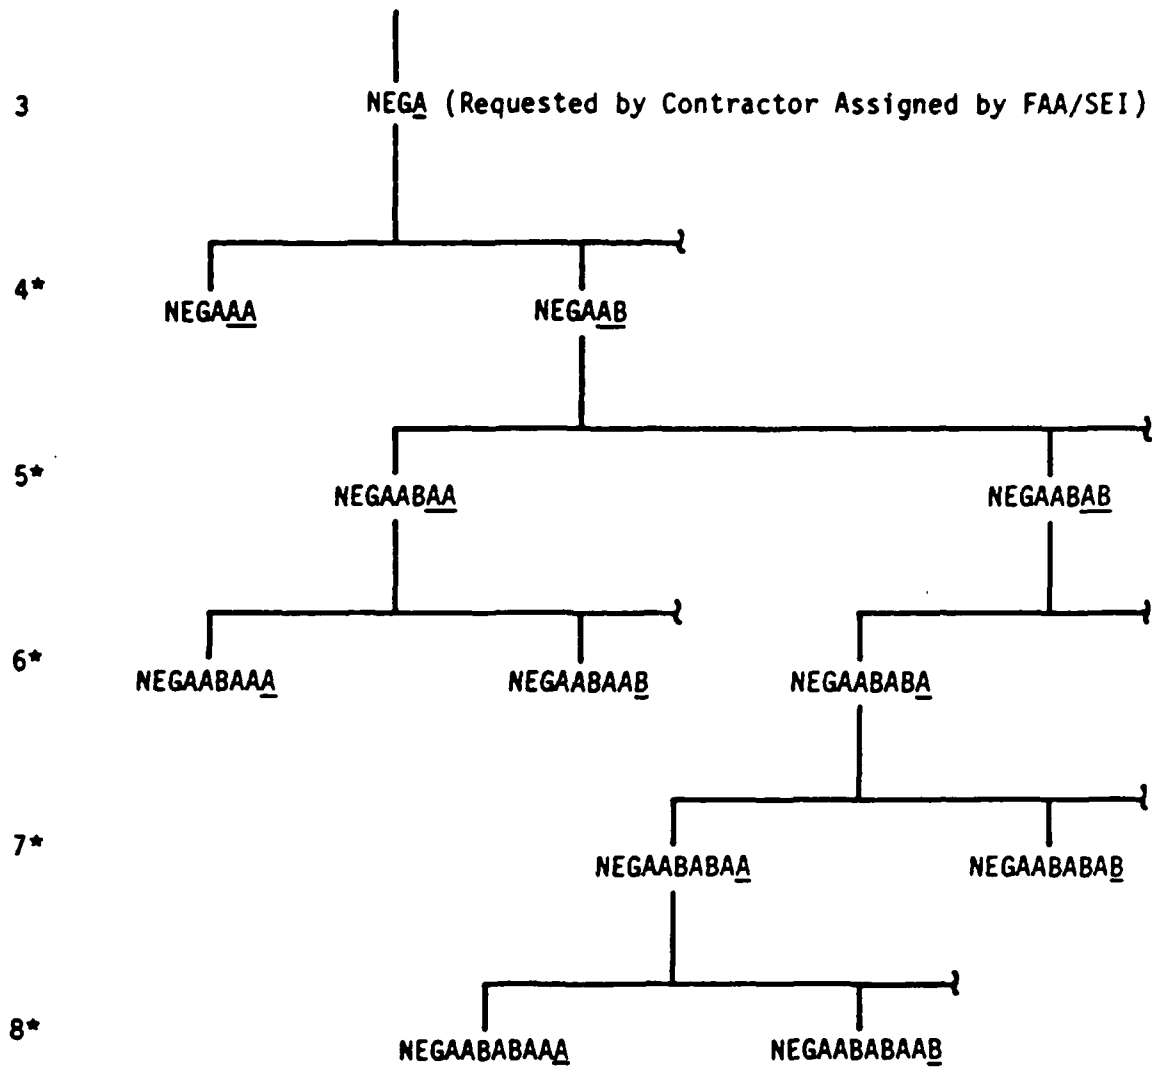 3 NEGA (Requested by Contractor Assigned by FAA/SEI)
4*
NEGAAA NEGAAB
5*
NEGAABAA NEGAABAB
6*
NEGAABAAA NEGAABAAB NEGAABABA
7*
NEGAABABAA NEGAABABAB
8*
NEGAABABAAA NEGAABABAAB